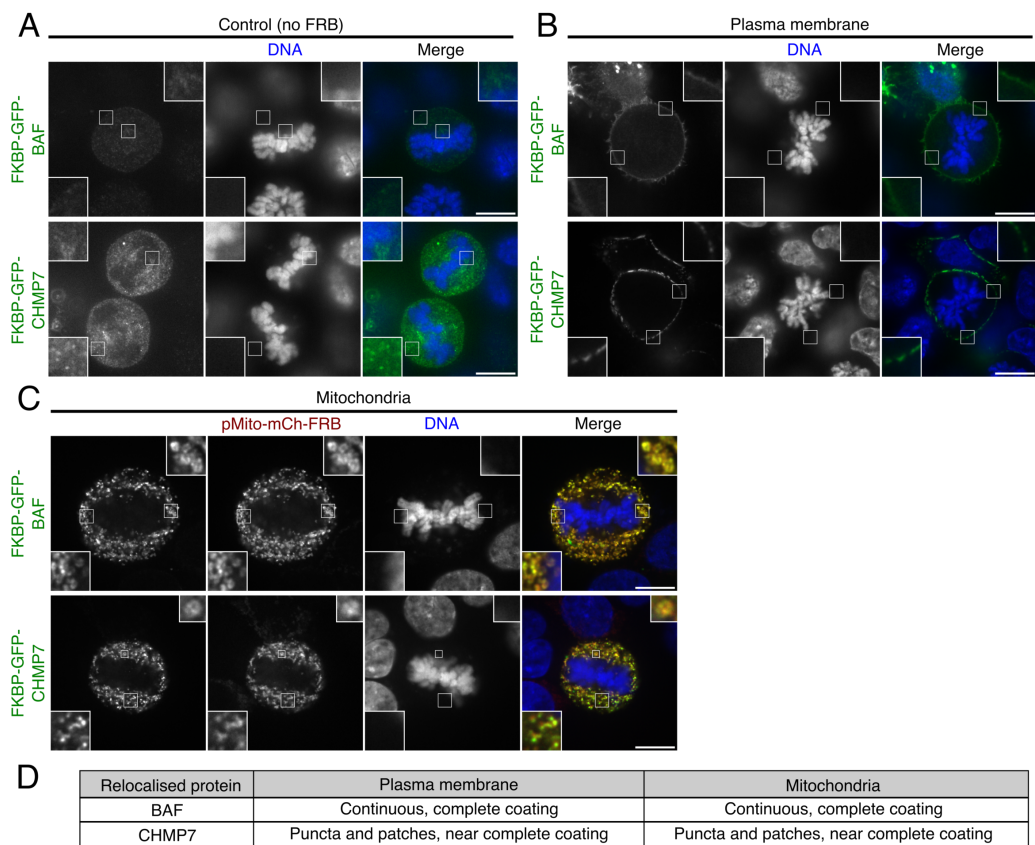 A
Control (no FRB)
DNA
Merge
FKBP-GFP-
BAF
FKBP-GFP-
CHMP7
B
Plasma membrane
DNA
Merge
FKBP-GFP-
BAF
FKBP-GFP-
CHMP7
C
Mitochondria
pMito-mCh-FRB
DNA
Merge
FKBP-GFP-
BAF
FKBP-GFP-
CHMP7
D
Relocalised protein Plasma membrane Mitochondria
BAF Continuous, complete coating Continuous, complete coating
CHMP7 Puncta and patches, near complete coating Puncta and patches, near complete coating